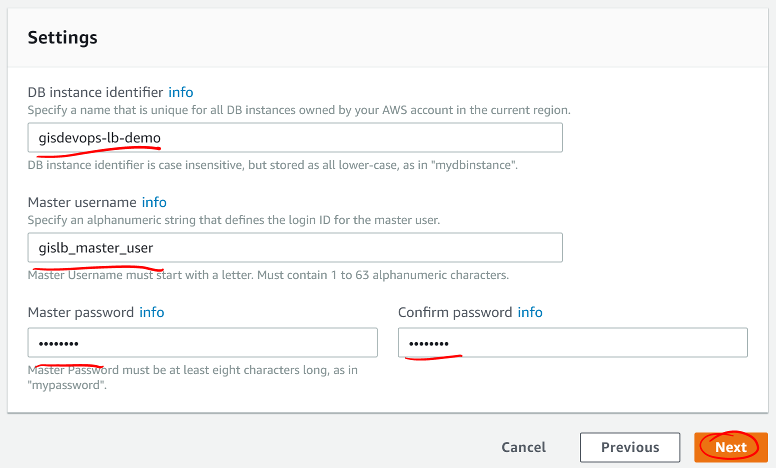 Settings
DB instance identifier info
Specify a name that is unique for all DB instances owned by your AWS account in the current region.
gisdevops-lb-demo
DB instance identifier is case insensitive, but stored as all lower-case, as in "mydbinstance".
Master username info
Specify an alphanumeric string that defines the login ID for the master user.
gislb_master_user
Master Username must start with a letter. Must contain 1 to 63 alphanumeric characters.
Master password info
Confirm password info
••••••••
••••••••
Master Password must be at least eight characters long, as in
"mypassword".
Cancel
Previous
Next